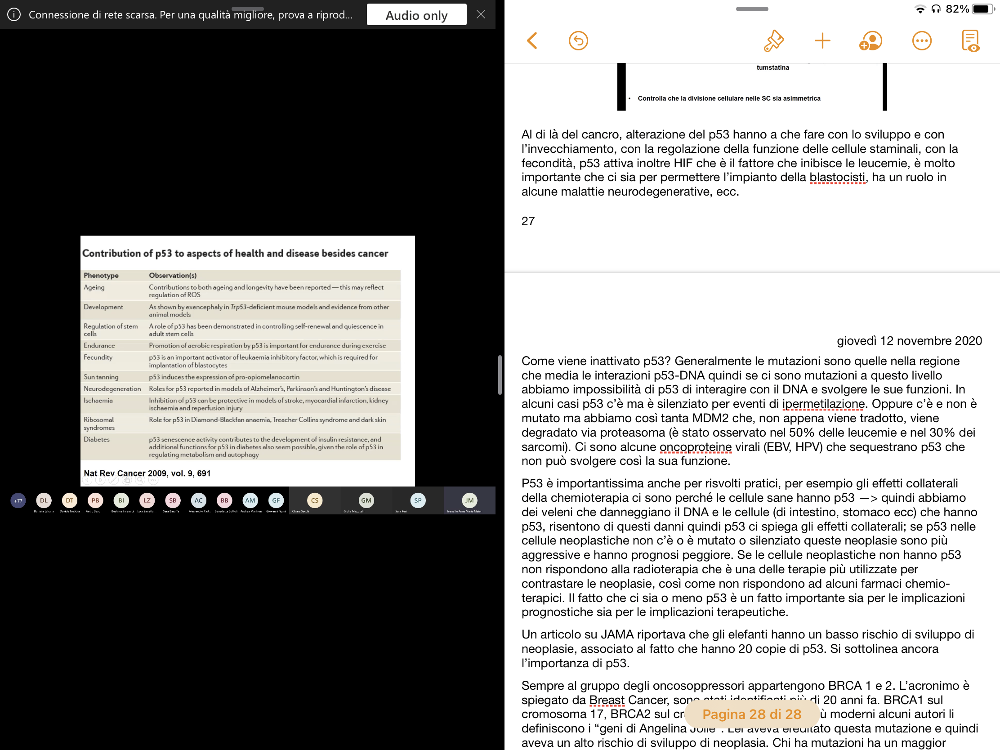 Connessione di rete scarsa. Per una qualità migliore, prova a riprod...
Audio only
Contribution of p53 to aspects of health and disease besides cancer
Phenotype Observation(s)
Ageing Contributions to both ageing and longevity have been reported — this may reflect
regulation of ROS
Development As shown by exencephaly in Trp53-deficient mouse models and evidence from other
animal models
Regulation of stem A role of p53 has been demonstrated in controlling self-renewal and quiescence in
cells adult stem cells
Endurance Promotion of aerobic respiration by p53 is important for endurance during exercise
Fecundity p53 is an important activator of leukaemia inhibitory factor, which is required for
implantation of blastocytes
Sun tanning p53 induces the expression of pro-opiomelanocortin
Neurodegeneration Roles for p53 reported in models of Alzheimer's, Parkinson's and Huntington's disease
Ischaemia Inhibition of p53 can be protective in models of stroke, myocardial infarction, kidney
ischaemia and reperfusion injury
Ribosomal Role for p53 in Diamond-Blackfan anaemia, Treacher Collins syndrome and dark skin
syndromes
Diabetes p53 senescence activity contributes to the development of insulin resistance, and
additional functions for p53 in diabetes also seem possible, given the role of p53 in
regulating metabolism and autophagy
Nat Rev Cancer 2009, vol. 9, 691
+77 DL DT PB BI LZ SB AC BB AM GF CS GM SP JM
Daniela Lakuria Davide Trubbia Pietro Baso Beatrice Invernici Luca Zarrella Sara Baruffa Alessandro Cad... Benedetta Bottoli Andrea Manfron Giovanni Figini Chiara Secchi Giulia Mazzitelli Sara Peri Jeanette Anne Marie Maier
82%
tumstatina
• Controlla che la divisione cellulare nelle SC sia asimmetrica
Al di là del cancro, alterazione del p53 hanno a che fare con lo sviluppo e con
l’invecchiamento, con la regolazione della funzione delle cellule staminali, con la
fecondità, p53 attiva inoltre HIF che è il fattore che inibisce le leucemie, è molto
importante che ci sia per permettere l’impianto della blastocisti, ha un ruolo in
alcune malattie neurodegenerative, ecc.
27
giovedì 12 novembre 2020
Come viene inattivato p53? Generalmente le mutazioni sono quelle nella regione
che media le interazioni p53-DNA quindi se ci sono mutazioni a questo livello
abbiamo impossibilità di p53 di interagire con il DNA e svolgere le sue funzioni. In
alcuni casi p53 c’è ma è silenziato per eventi di ipermetilazione. Oppure c’è e non è
mutato ma abbiamo così tanta MDM2 che, non appena viene tradotto, viene
degradato via proteasoma (è stato osservato nel 50% delle leucemie e nel 30% dei
sarcomi). Ci sono alcune oncoproteine virali (EBV, HPV) che sequestrano p53 che
non può svolgere così la sua funzione.
P53 è importantissima anche per risvolti pratici, per esempio gli effetti collaterali
della chemioterapia ci sono perché le cellule sane hanno p53 —> quindi abbiamo
dei veleni che danneggiano il DNA e le cellule (di intestino, stomaco ecc) che hanno
p53, risentono di questi danni quindi p53 ci spiega gli effetti collaterali; se p53 nelle
cellule neoplastiche non c’è o è mutato o silenziato queste neoplasie sono più
aggressive e hanno prognosi peggiore. Se le cellule neoplastiche non hanno p53
non rispondono alla radioterapia che è una delle terapie più utilizzate per
contrastare le neoplasie, così come non rispondono ad alcuni farmaci chemio-
terapici. Il fatto che ci sia o meno p53 è un fatto importante sia per le implicazioni
prognostiche sia per le implicazioni terapeutiche.
Un articolo su JAMA riportava che gli elefanti hanno un basso rischio di sviluppo di
neoplasie, associato al fatto che hanno 20 copie di p53. Si sottolinea ancora
l’importanza di p53.
Sempre al gruppo degli oncosoppressori appartengono BRCA 1 e 2. L’acronimo è
spiegato da Breast Cancer, sono stati identificati più di 20 anni fa. BRCA1 sul
cromosoma 17, BRCA2 sul moderni alcuni autori li
Pagina 28 di 28
definiscono i “geni di Angelina Jolie”. Lei aveva ereditato questa mutazione e quindi
aveva un alto rischio di sviluppo di neoplasia. Chi ha mutazioni ha un maggior